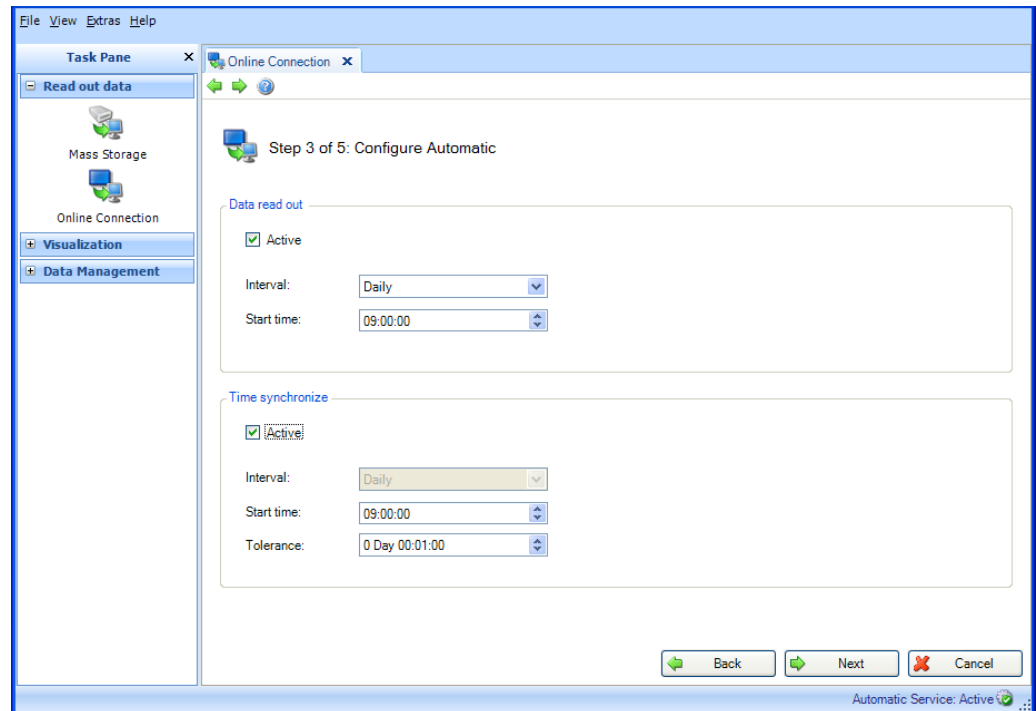 File View Extras Help
Task Pane
Online Connection
Read out data
Mass Storage
Online Connection
Visualization
Data Management
Step 3 of 5: Configure Automatic
Data read out
Active
Interval: Daily
Start time: 09:00:00
Time synchronize
Active
Interval: Daily
Start time: 09:00:00
Tolerance: 0 Day 00:01:00
Back Next Cancel
Automatic Service: Active